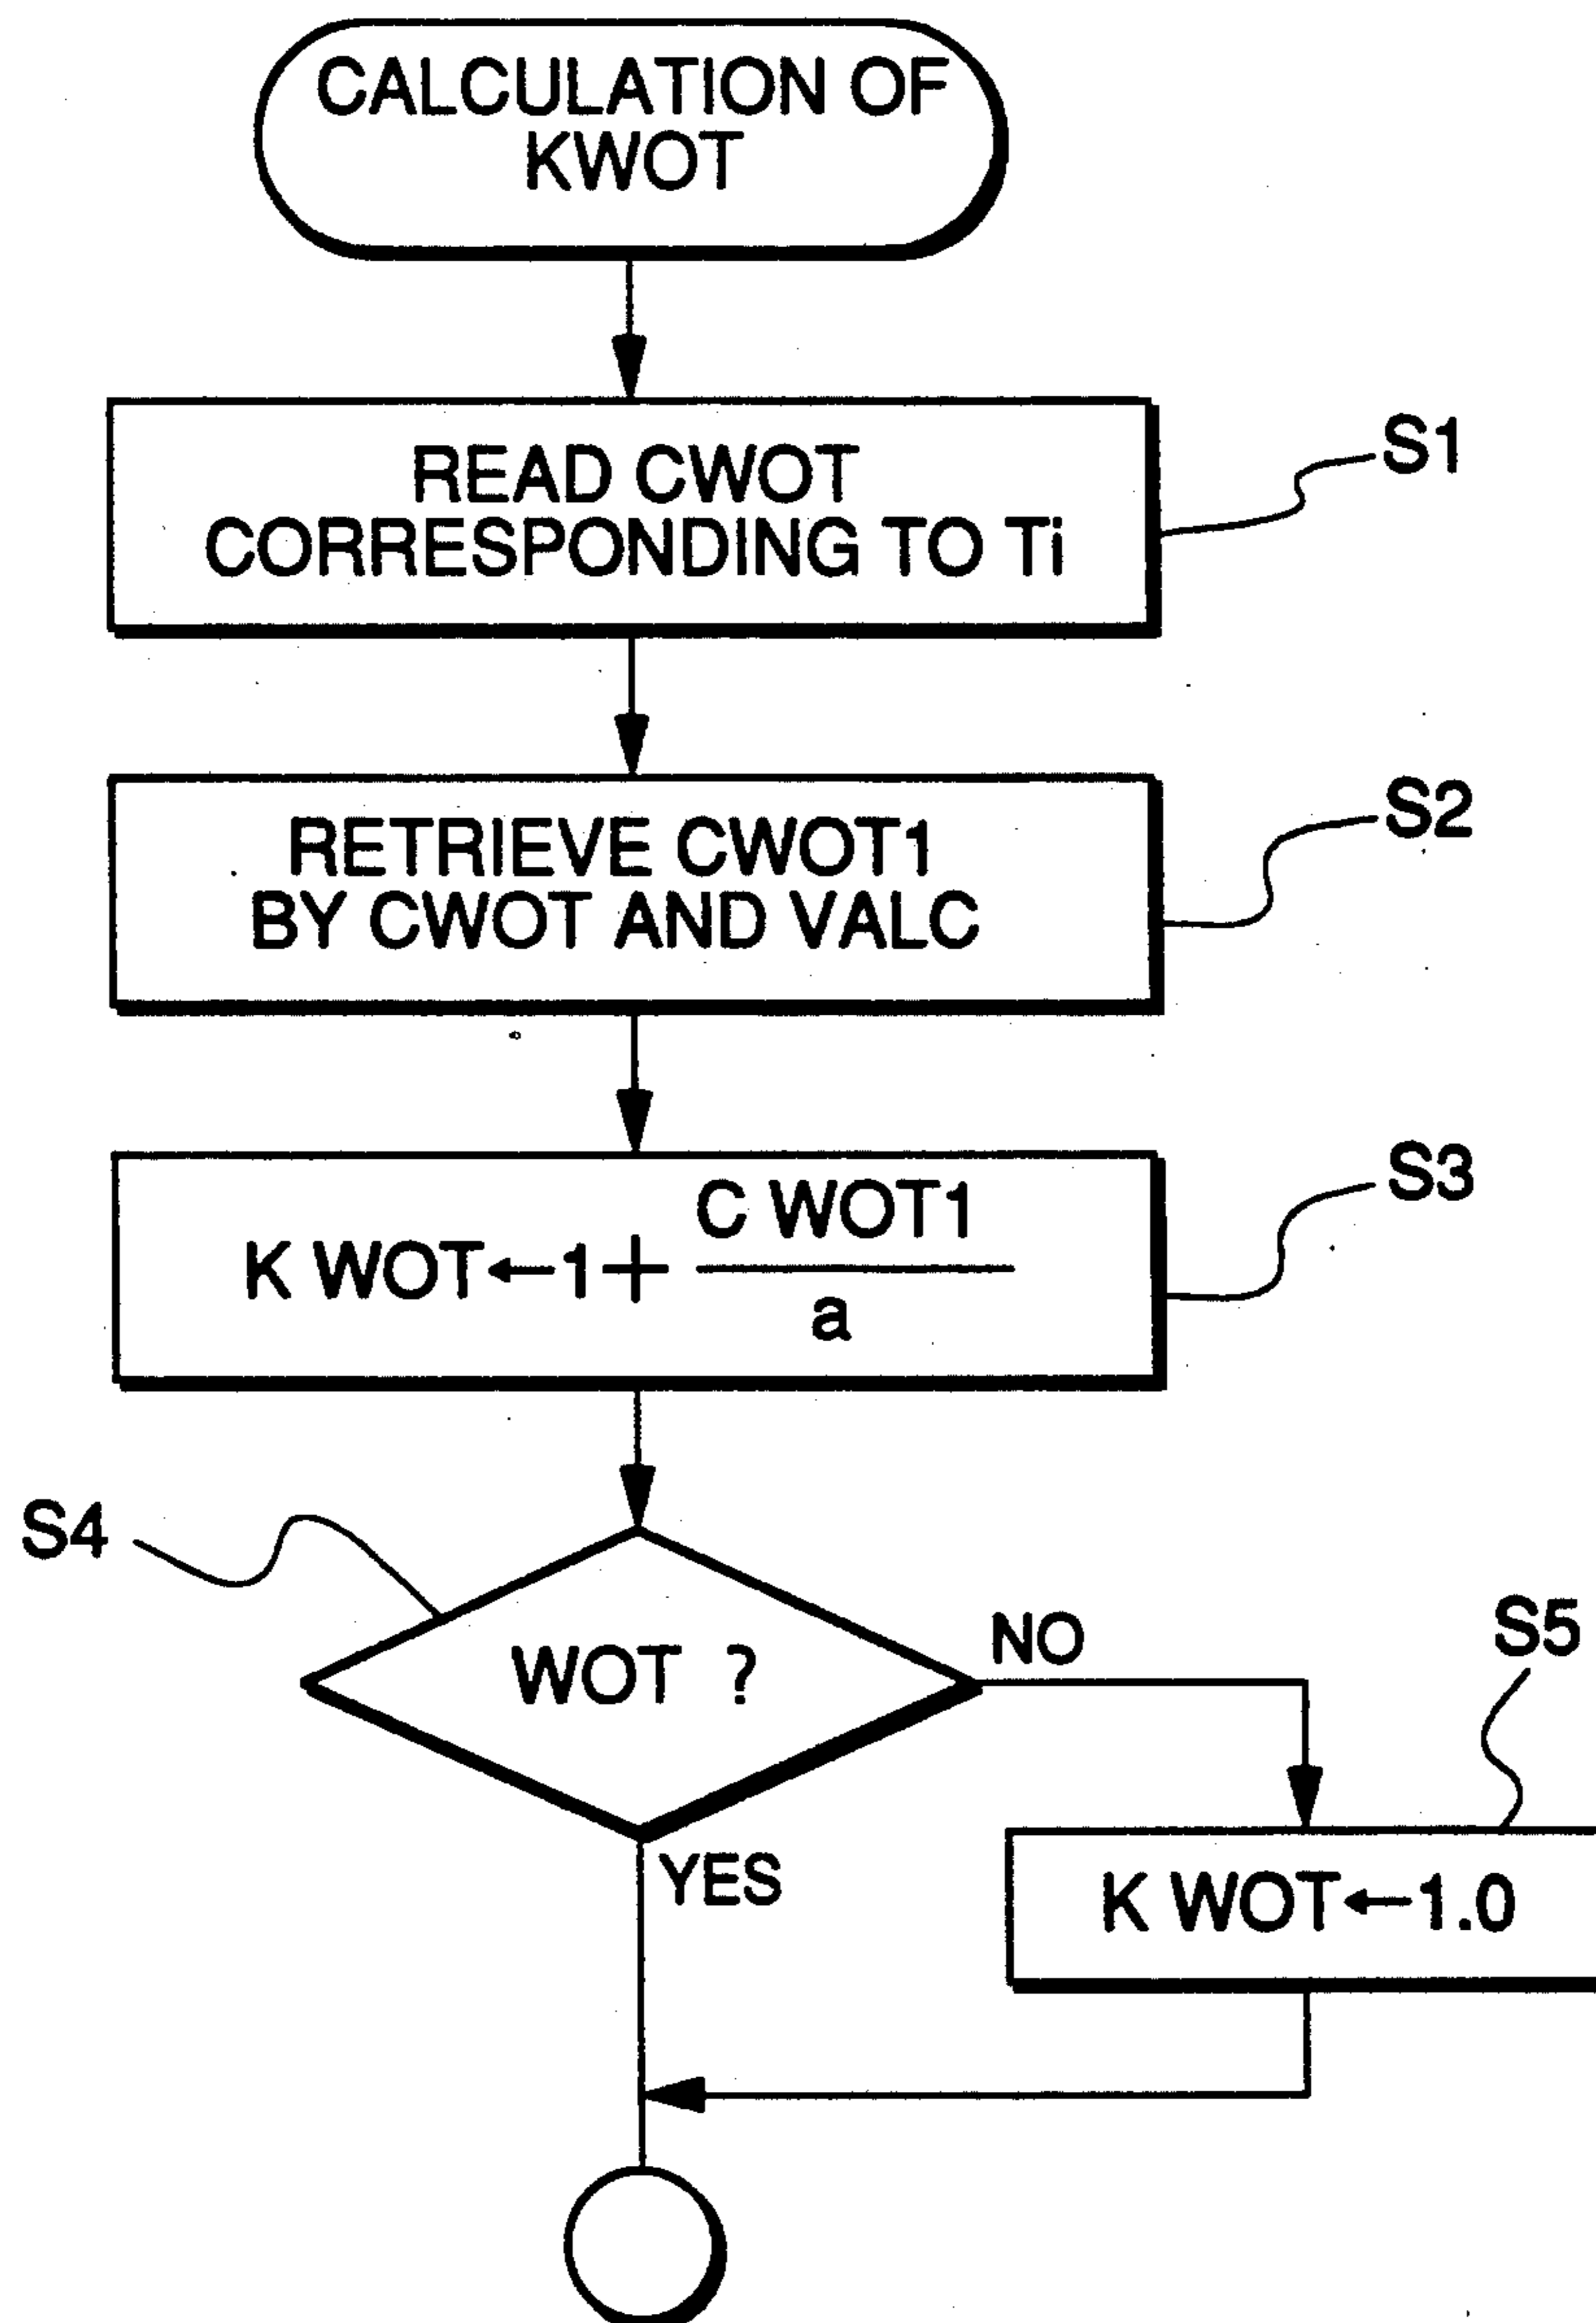 CALCULATION OF
KWOT
READ CWOT
CORRESPONDING TO Ti
S1
RETRIEVE CWOT1
BY CWOT AND VALC
S2
K WOT←1+ C WOT1
a
S3
S4
WOT ?
NO
S5
YES
K WOT←1.0